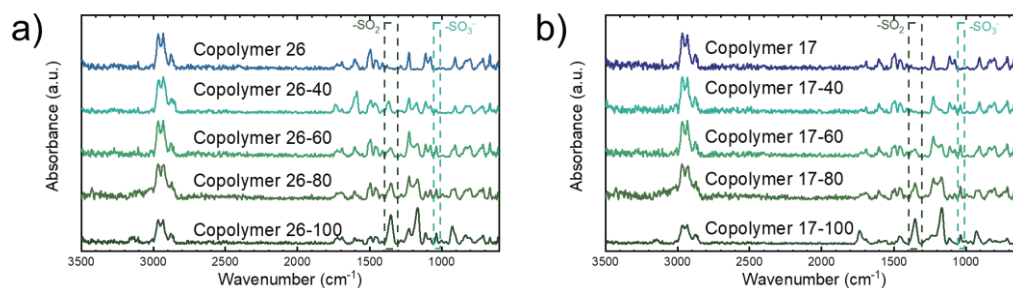 a)
-SO₂
-SO₃⁻
Copolymer 26
Copolymer 26-40
Copolymer 26-60
Copolymer 26-80
Copolymer 26-100
Absorbance (a.u.)
3500 3000 2500 2000 1500 1000
Wavenumber (cm⁻¹)
b)
-SO₂
-SO₃⁻
Copolymer 17
Copolymer 17-40
Copolymer 17-60
Copolymer 17-80
Copolymer 17-100
Absorbance (a.u.)
3500 3000 2500 2000 1500 1000
Wavenumber (cm⁻¹)